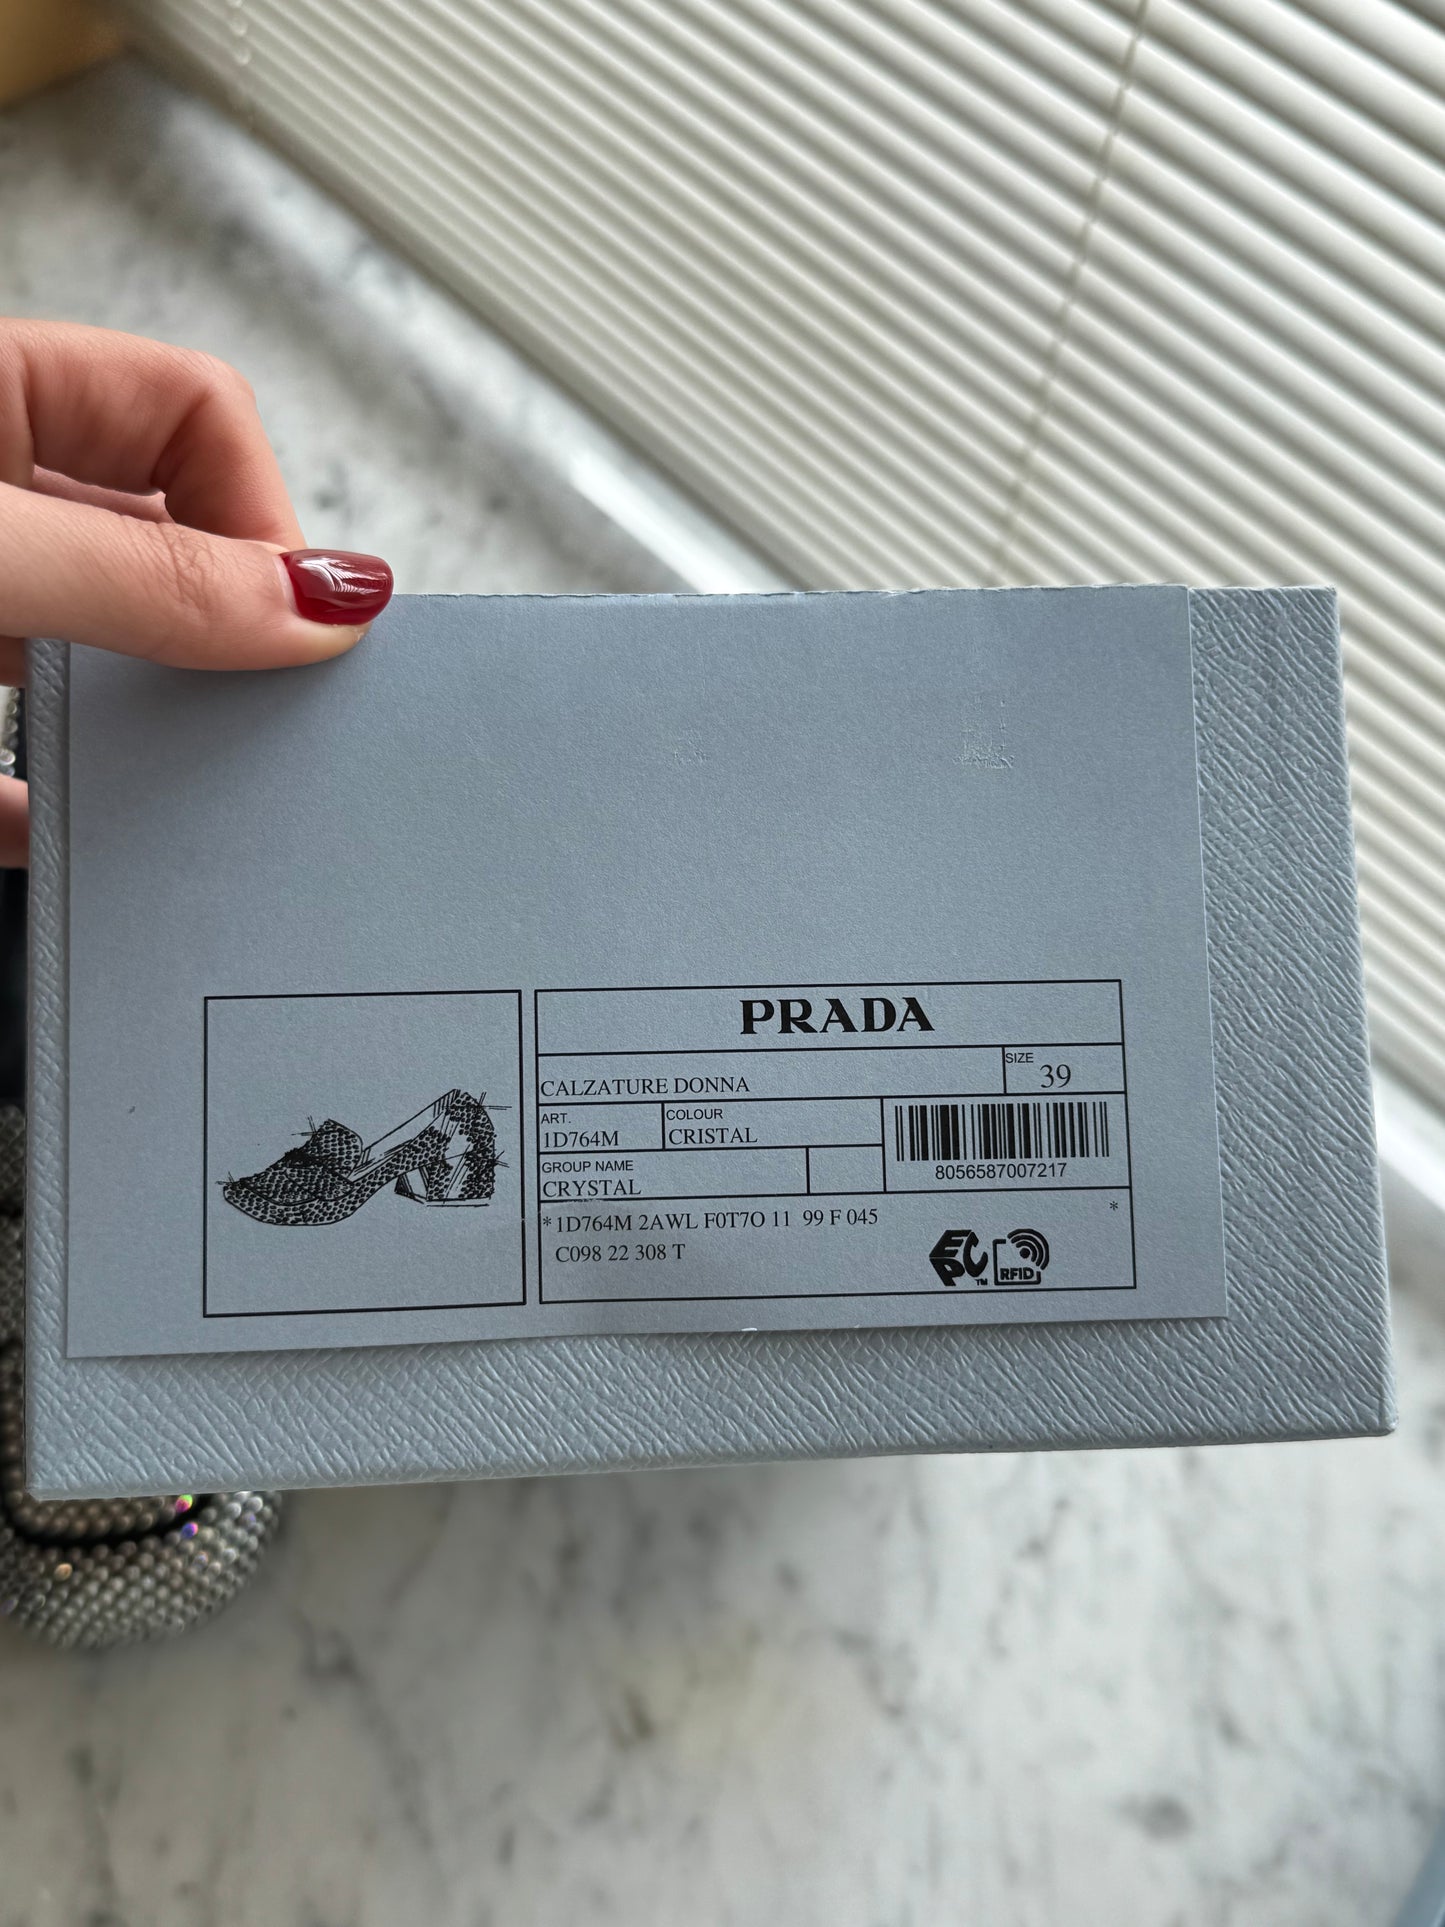 PRADA
CALZATURE DONNA
SIZE
39
ART.
1D764M
COLOUR
CRISTAL
GROUP NAME
CRYSTAL
8056587007217
*1D764M 2AWL F0T7O 11 99 F 045 *
C098 22 308 T
EPC™
RFID